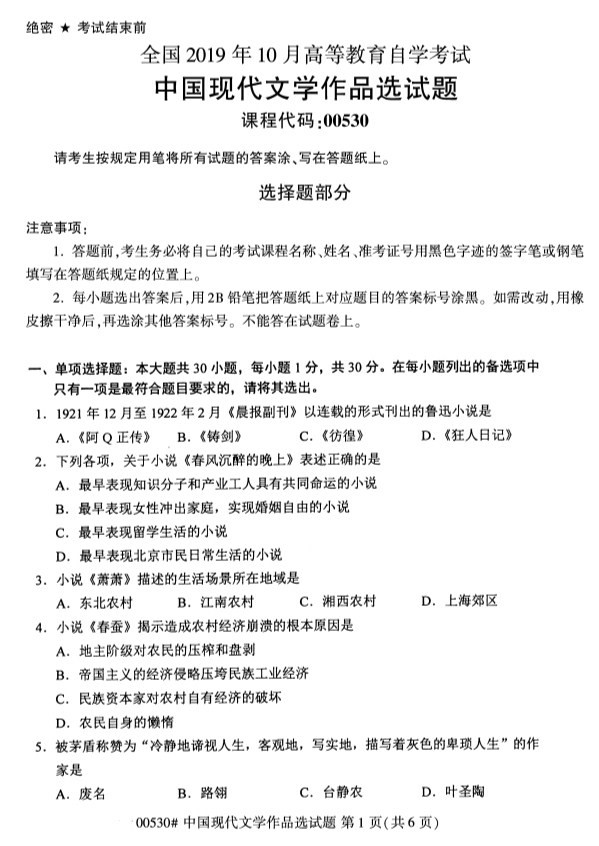 绝密 ★ 考试结束前
全国 2019 年 10 月高等教育自学考试
中国现代文学作品选试题
课程代码:00530
请考生按规定用笔将所有试题的答案涂、写在答题纸上。
选择题部分
注意事项:
1. 答题前,考生务必将自己的考试课程名称、姓名、准考证号用黑色字迹的签字笔或钢笔
填写在答题纸规定的位置上。
2. 每小题选出答案后,用 2B 铅笔把答题纸上对应题目的答案标号涂黑。如需改动,用橡
皮擦干净后,再选涂其他答案标号。不能答在试题卷上。
一、单项选择题：本大题共 30 小题，每小题 1 分，共 30 分。在每小题列出的备选项中
只有一项是最符合题目要求的，请将其选出。
1．1921 年 12 月至 1922 年 2 月《晨报副刊》以连载的形式刊出的鲁迅小说是
A.《阿 Q 正传》 B.《铸剑》 C.《彷徨》 D.《狂人日记》
2．下列各项，关于小说《春风沉醉的晚上》表述正确的是
A．最早表现知识分子和产业工人具有共同命运的小说
B．最早表现女性冲出家庭，实现婚姻自由的小说
C．最早表现留学生活的小说
D．最早表现北京市民日常生活的小说
3．小说《萧萧》描述的生活场景所在地域是
A．东北农村 B．江南农村 C．湘西农村 D．上海郊区
4．小说《春蚕》揭示造成农村经济崩溃的根本原因是
A．地主阶级对农民的压榨和盘剥
B．帝国主义的经济侵略压垮民族工业经济
C．民族资本家对农村自有经济的破坏
D．农民自身的懒惰
5．被茅盾称赞为“冷静地谛视人生，客观地，写实地，描写着灰色的卑琐人生”的作
家是
A．废名 B．路翎 C．台静农 D．叶圣陶
00530# 中国现代文学作品选试题 第 1 页(共 6 页)